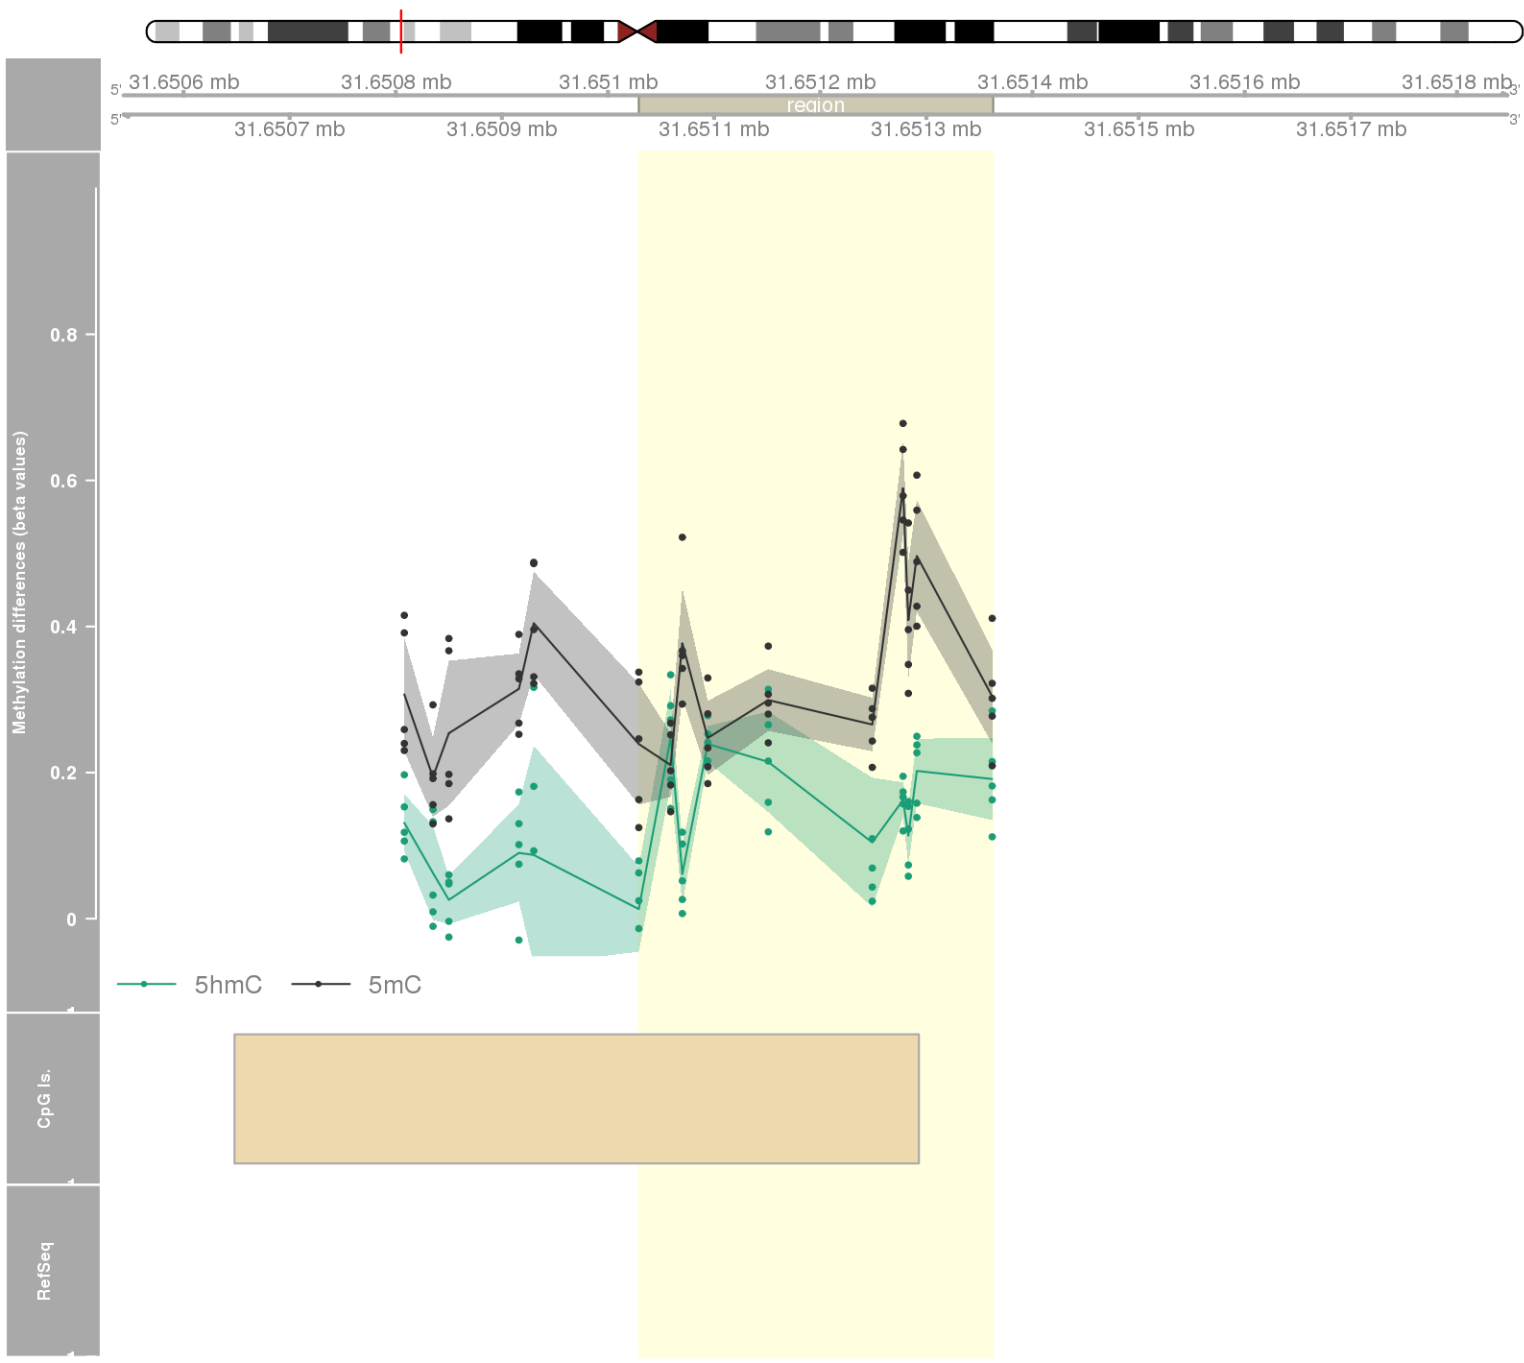 31.6506 mb 31.6508 mb 31.651 mb 31.6512 mb 31.6514 mb 31.6516 mb 31.6518 mb
5' 3'
region
5' 3'
31.6507 mb 31.6509 mb 31.6511 mb 31.6513 mb 31.6515 mb 31.6517 mb
Methylation differences (beta values)
0.8
0.6
0.4
0.2
0
5hmC 5mC
CpG Is.
RefSeq